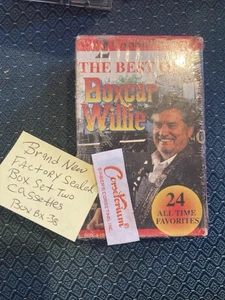 THE BEST OF
Boxcar
Willie
Brand New
Factory Sealed
Box Set Two
Cassettes
Box BX-38
24
ALL TIME
FAVORITES